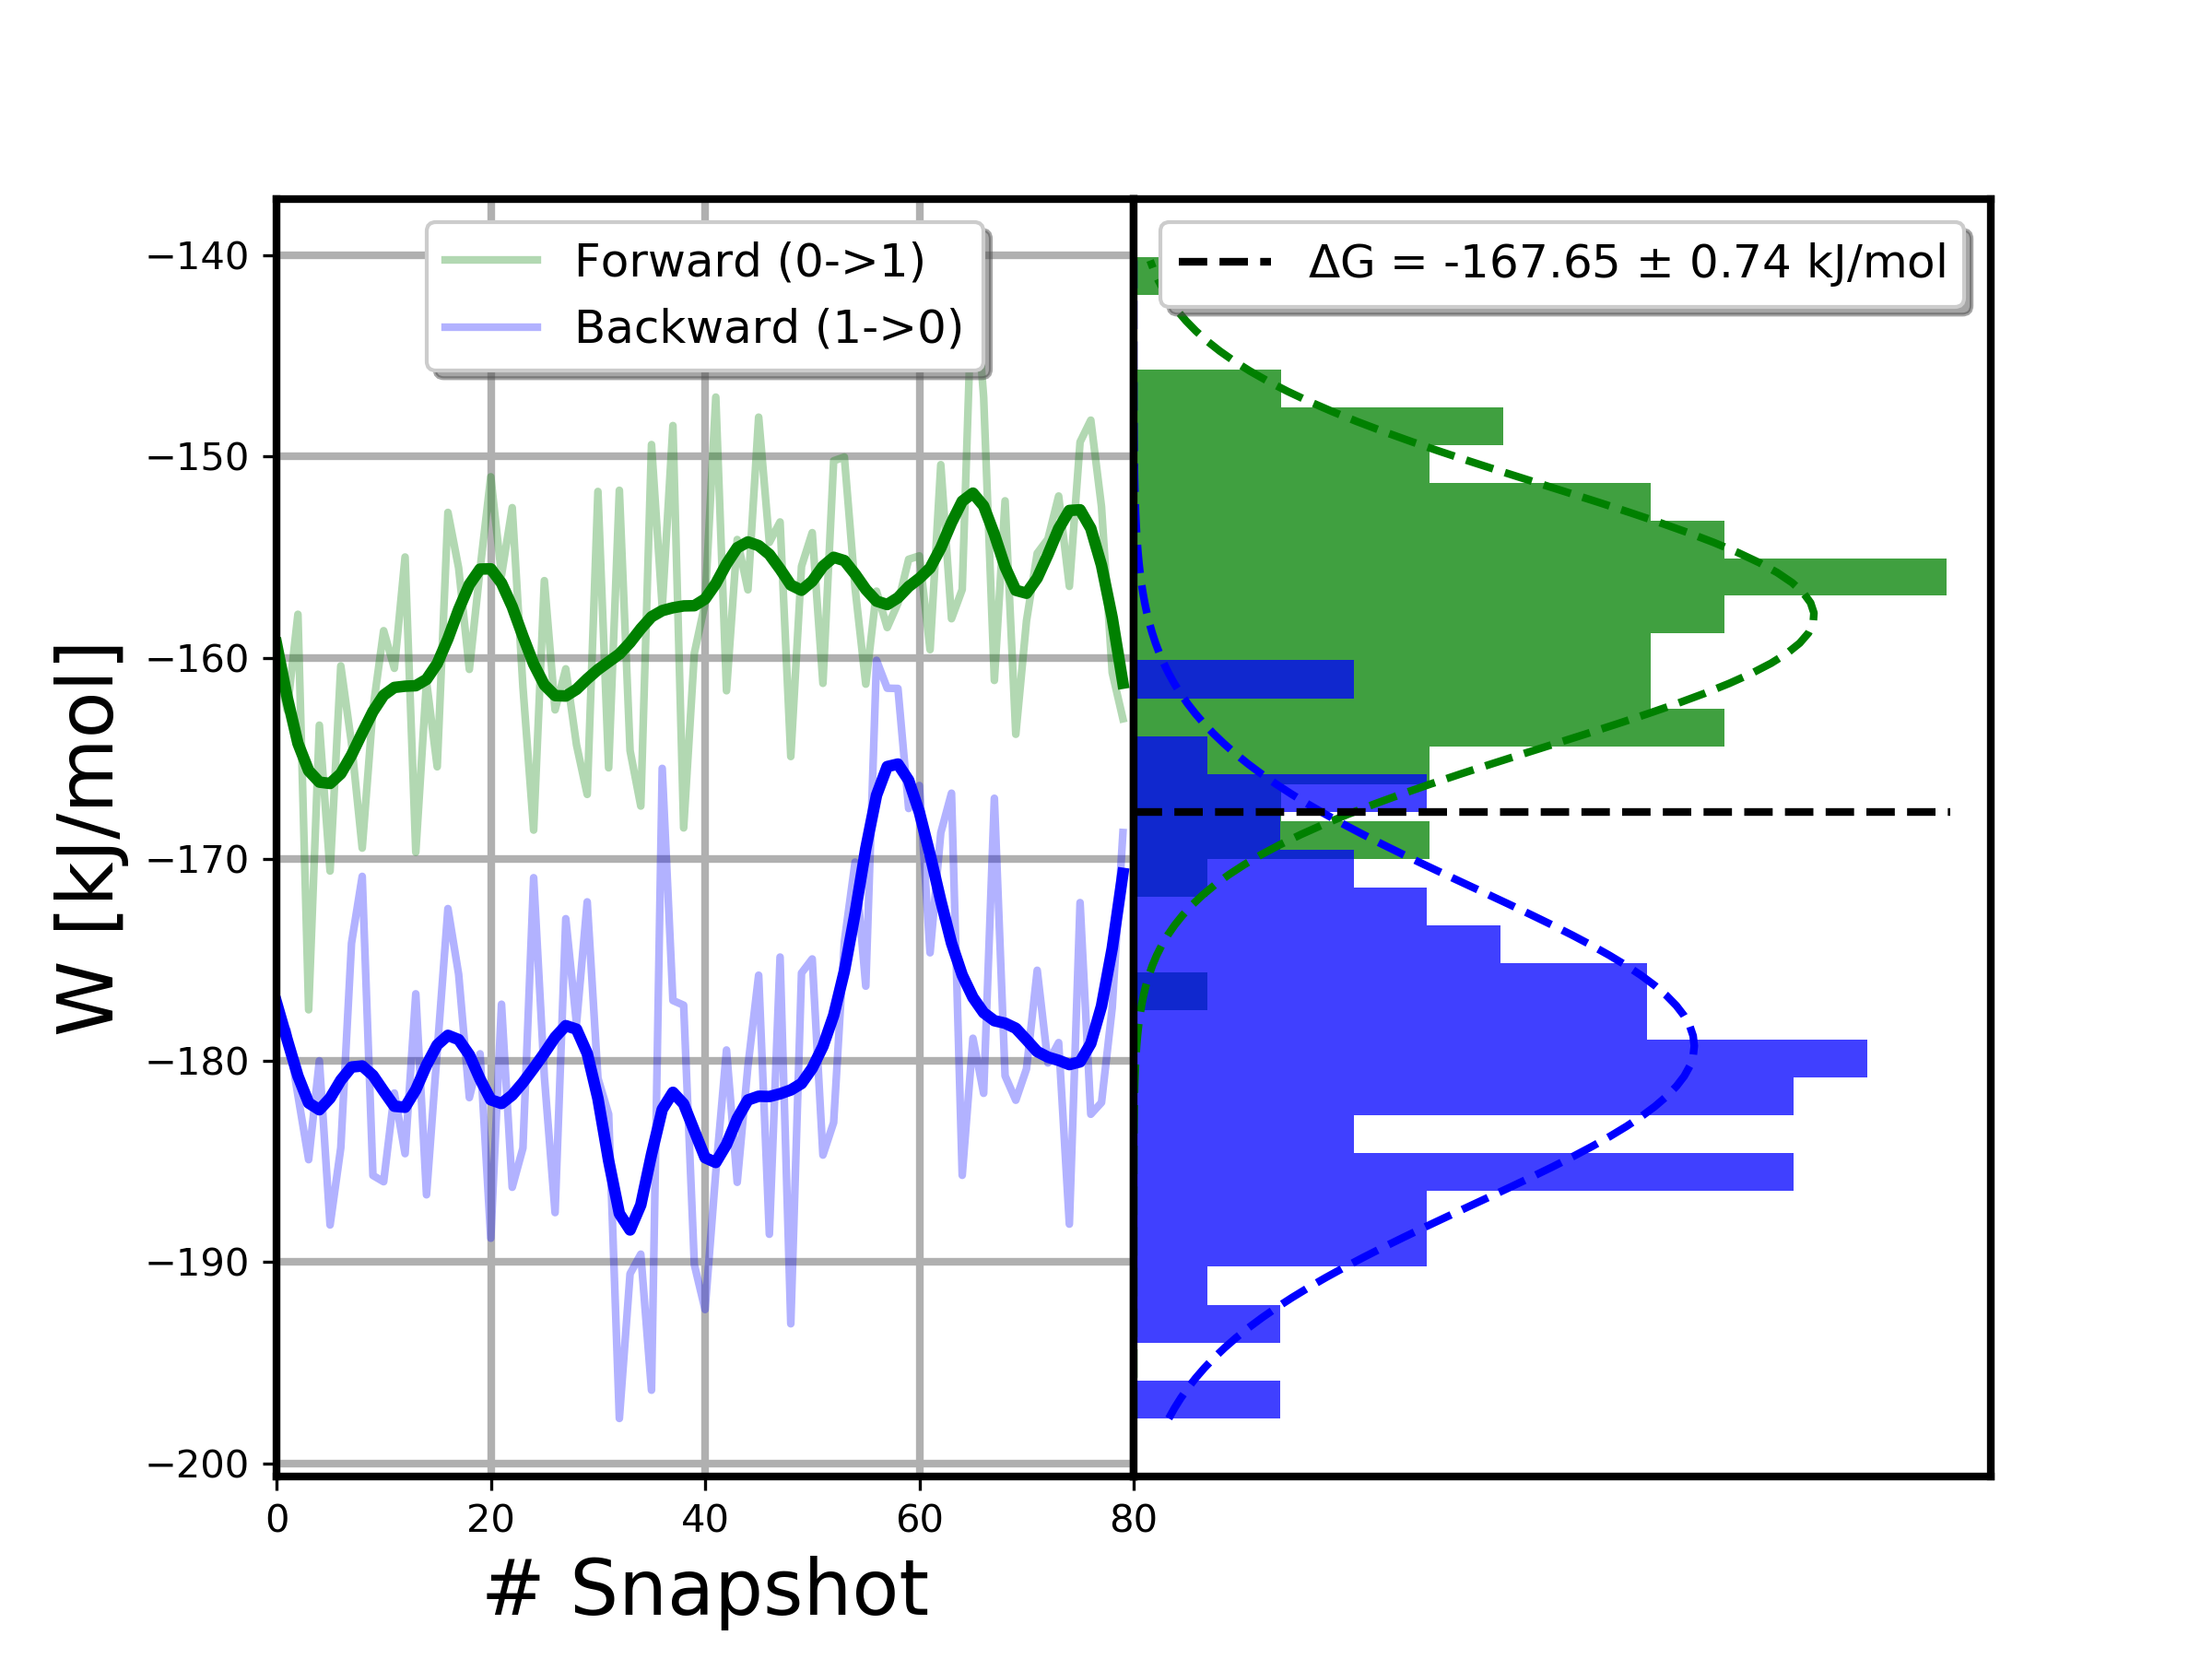 Forward (0->1)
Backward (1->0)
ΔG = -167.65 ± 0.74 kJ/mol
W [kJ/mol]
−140
−150
−160
−170
−180
−190
−200
0 20 40 60 80
# Snapshot